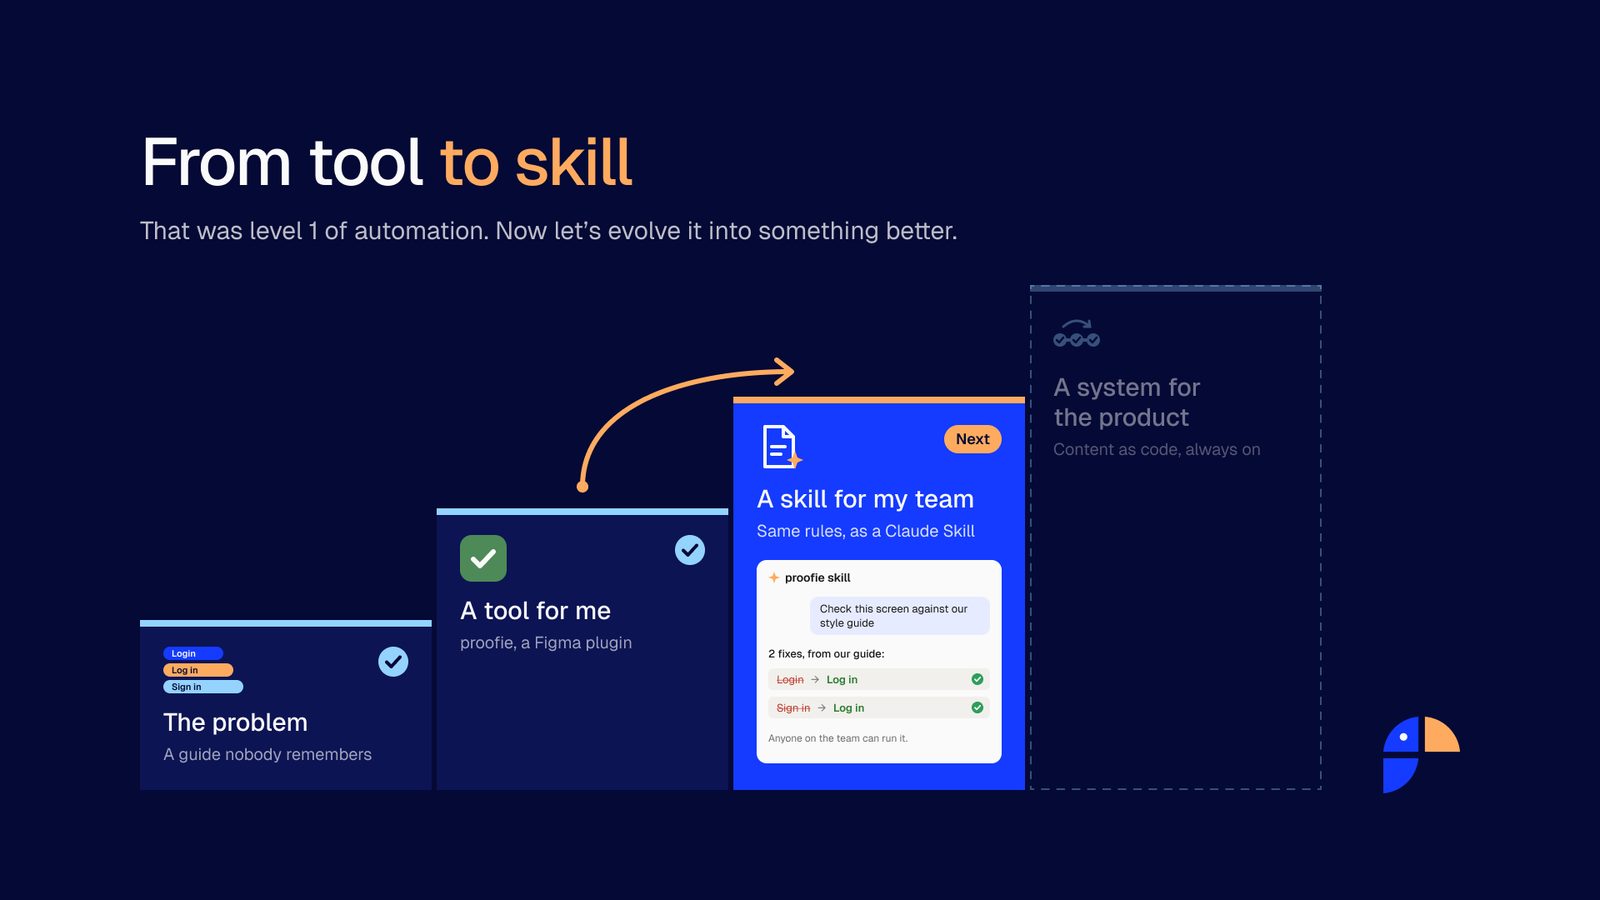 From tool to skill
That was level 1 of automation. Now let’s evolve it into something better.
Login
Log in
Sign in
The problem
A guide nobody remembers
A tool for me
proofie, a Figma plugin
Next
A skill for my team
Same rules, as a Claude Skill
proofie skill
Check this screen against our
style guide
2 fixes, from our guide:
Login → Log in
Sign in → Log in
Anyone on the team can run it.
A system for
the product
Content as code, always on